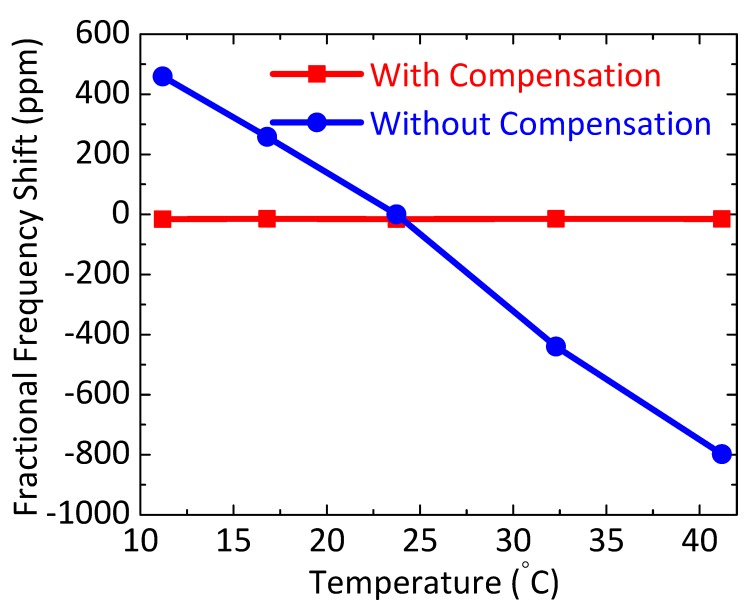 600
400
200
0
-200
-400
-600
-800
-1000
Fractional Frequency Shift (ppm)
With Compensation
Without Compensation
10 15 20 25 30 35 40
Temperature (°C)